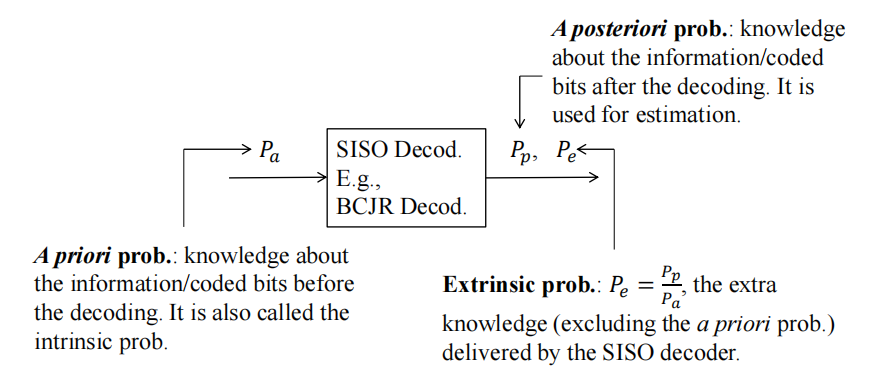 A posteriori prob.: knowledge
about the information/coded
bits after the decoding. It is
used for estimation.
P_a
SISO Decod.
E.g.,
BCJR Decod.
P_p, P_e
A priori prob.: knowledge about
the information/coded bits before
the decoding. It is also called the
intrinsic prob.
Extrinsic prob.: P_e = P_p/P_a, the extra
knowledge (excluding the a priori prob.)
delivered by the SISO decoder.